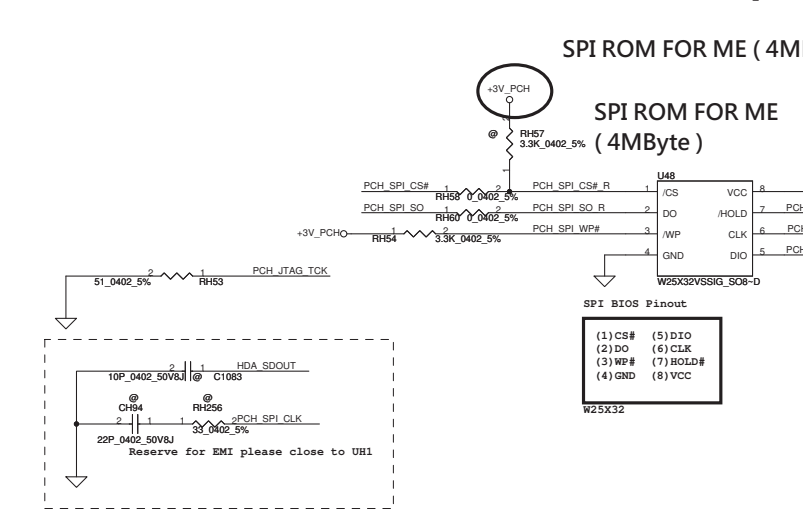 SPI ROM FOR ME ( 4M
+3V_PCH
SPI ROM FOR ME
( 4MByte )
2
@
RH57
3.3K_0402_5%
1
U48
PCH_SPI_CS#
1
2
PCH_SPI_CS#_R
1
/CS
VCC
8
RH58
0_0402_5%
PCH_SPI_SO
1
2
PCH_SPI_SO_R
2
DO
/HOLD
7
PCH
RH60
0_0402_5%
+3V_PCH
1
2
PCH_SPI_WP#
3
/WP
CLK
6
PCH
RH54
3.3K_0402_5%
4
GND
DIO
5
PCH
W25X32VSSIG_SO8~D
2
1
PCH_JTAG_TCK
51_0402_5%
RH53
SPI BIOS Pinout
(1)CS# (5)DIO
(2)DO (6)CLK
(3)WP# (7)HOLD#
(4)GND (8)VCC
W25X32
2
1
HDA_SDOUT
10P_0402_50V8J
@
C1083
@
CH94
@
RH256
2
1
1
2
PCH_SPI_CLK
33_0402_5%
22P_0402_50V8J
Reserve for EMI please close to UH1